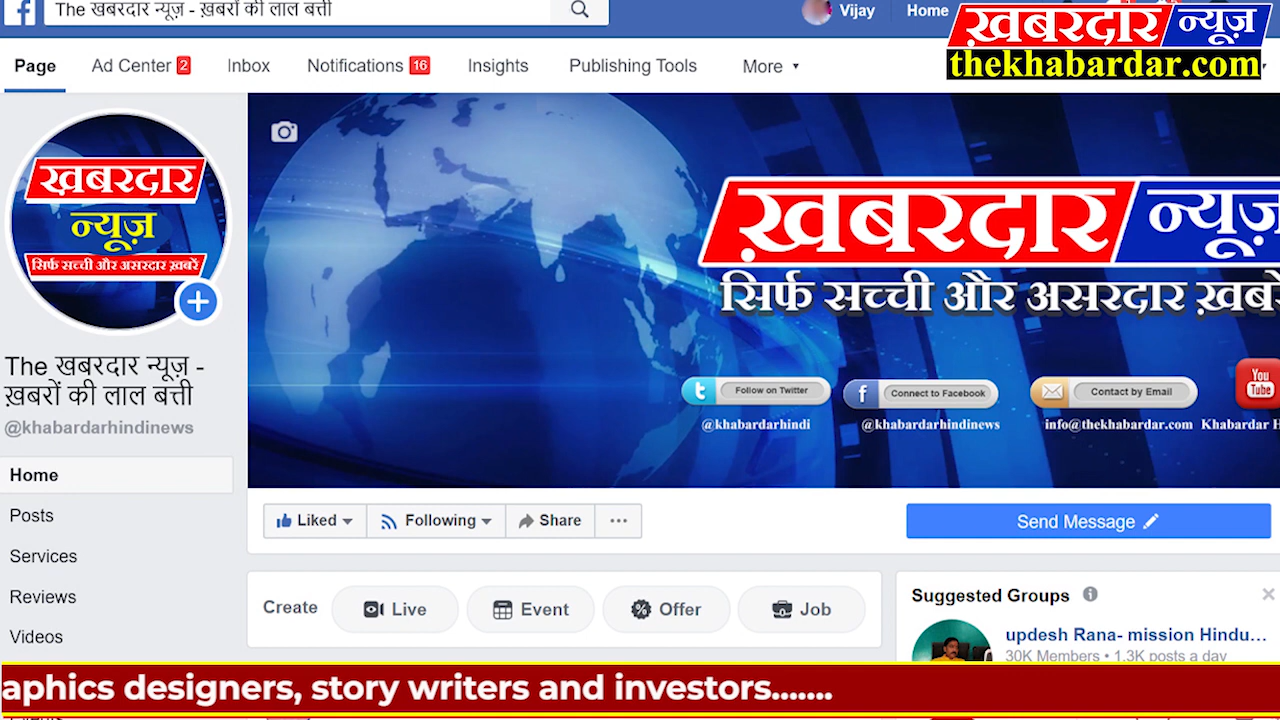 The खबरदार न्यूज़ - ख़बरों की लाल बत्ती
Vijay
Home
ख़बरदार न्यूज़
thekhabardar.com
Page
Ad Center 2
Inbox
Notifications 16
Insights
Publishing Tools
More
ख़बरदार
न्यूज़
सिर्फ सच्ची और असरदार ख़बरें
ख़बरदार न्यूज़
सिर्फ सच्ची और असरदार ख़बरें
Follow on Twitter
Connect to Facebook
Contact by Email
You Tube
@khabardarhindi
@khabardarhindinews
info@thekhabardar.com
Khabardar H
The खबरदार न्यूज़ -
ख़बरों की लाल बत्ती
@khabardarhindinews
Home
Posts
Services
Reviews
Videos
Liked
Following
Share
Send Message
Create
Live
Event
Offer
Job
Suggested Groups
updesh Rana- mission Hindu...
30K Members • 1.3K posts a day
aphics designers, story writers and investors.......